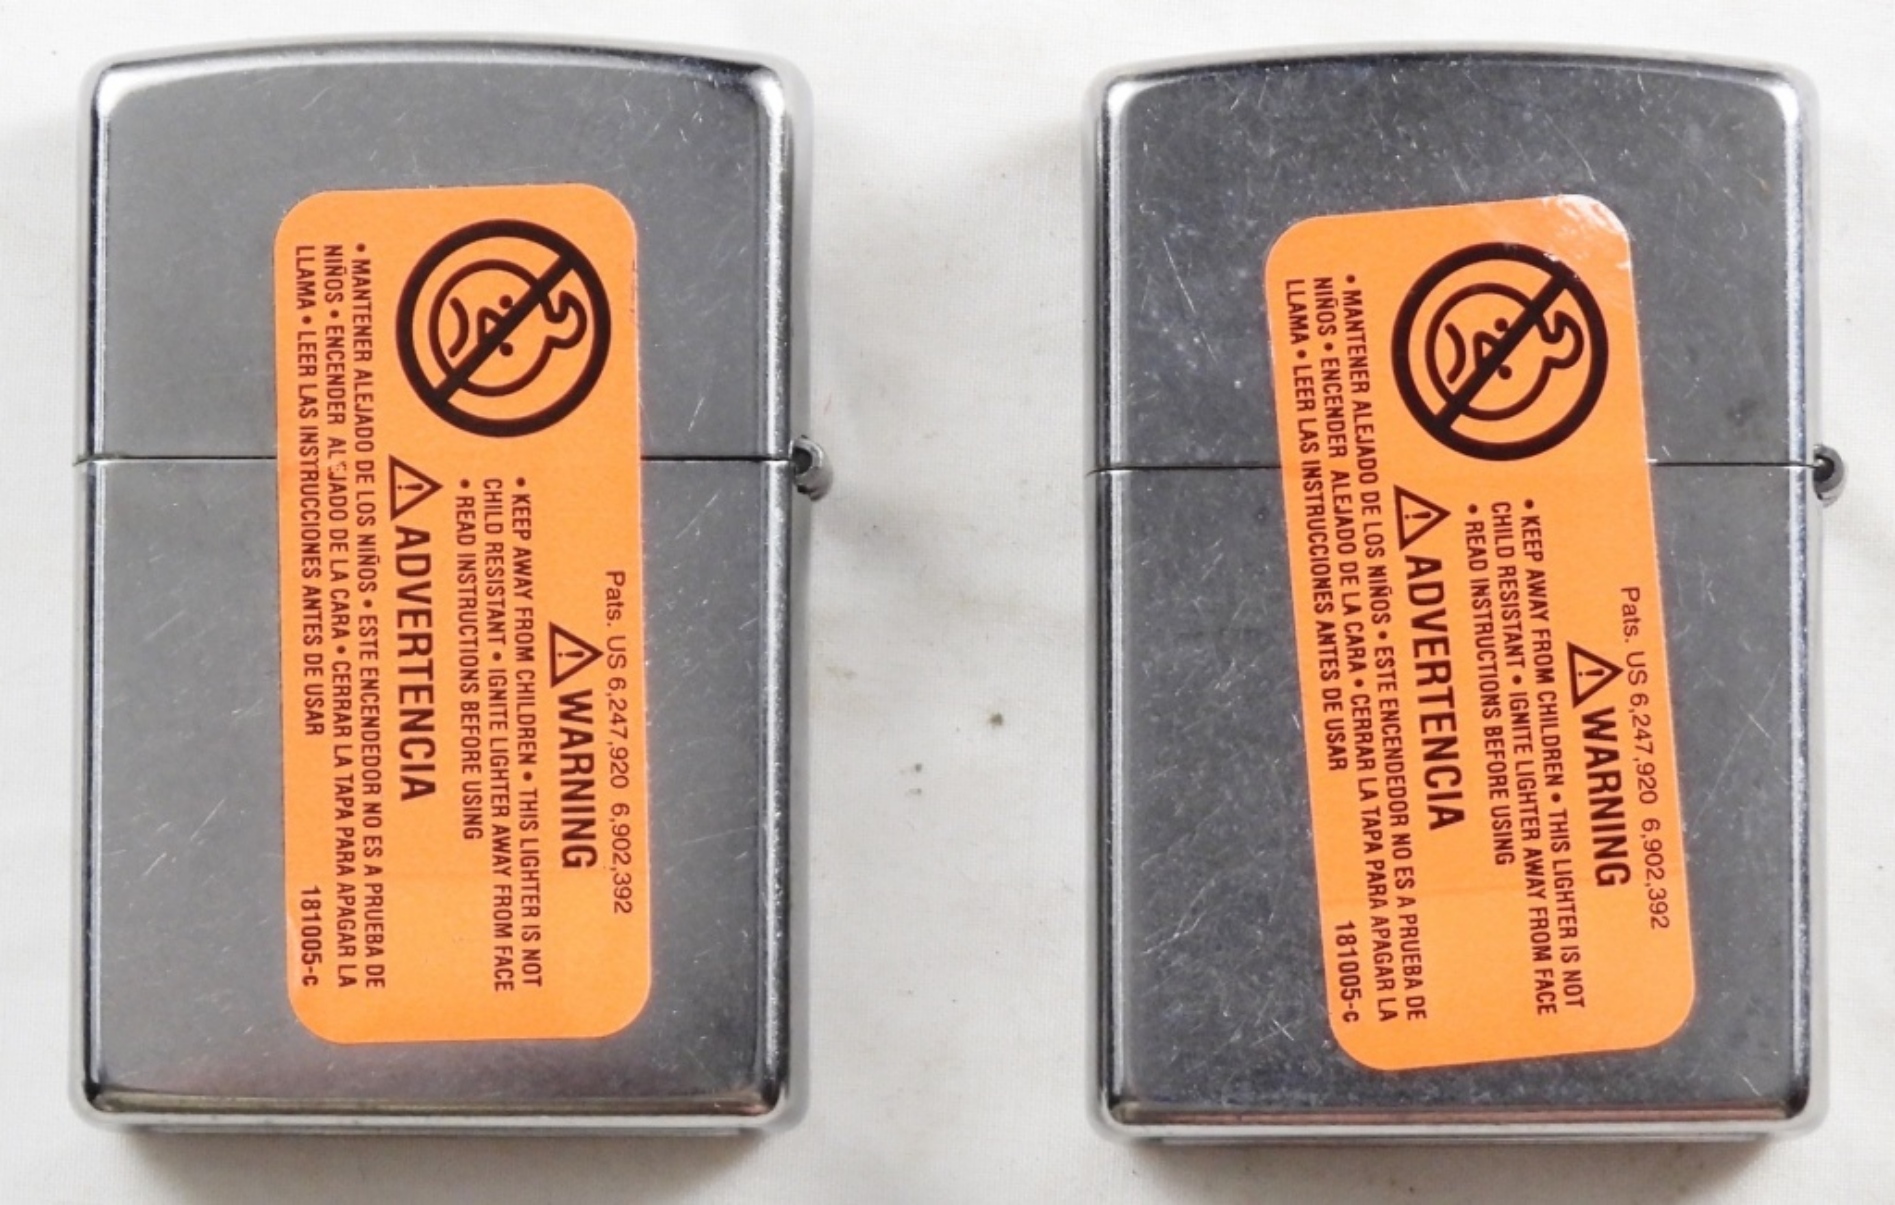 Pats. US 6,247,920 6,902,392
WARNING
• KEEP AWAY FROM CHILDREN • THIS LIGHTER IS NOT
CHILD RESISTANT • IGNITE LIGHTER AWAY FROM FACE
• READ INSTRUCTIONS BEFORE USING
ADVERTENCIA
• MANTENER ALEJADO DE LOS NIÑOS • ESTE ENCENDEDOR NO ES A PRUEBA DE
NIÑOS • ENCENDER ALEJADO DE LA CARA • CERRAR LA TAPA PARA APAGAR LA
LLAMA • LEER LAS INSTRUCCIONES ANTES DE USAR
181005-c
Pats. US 6,247,920 6,902,392
WARNING
• KEEP AWAY FROM CHILDREN • THIS LIGHTER IS NOT
CHILD RESISTANT • IGNITE LIGHTER AWAY FROM FACE
• READ INSTRUCTIONS BEFORE USING
ADVERTENCIA
• MANTENER ALEJADO DE LOS NIÑOS • ESTE ENCENDEDOR NO ES A PRUEBA DE
NIÑOS • ENCENDER ALEJADO DE LA CARA • CERRAR LA TAPA PARA APAGAR LA
LLAMA • LEER LAS INSTRUCCIONES ANTES DE USAR
181005-c